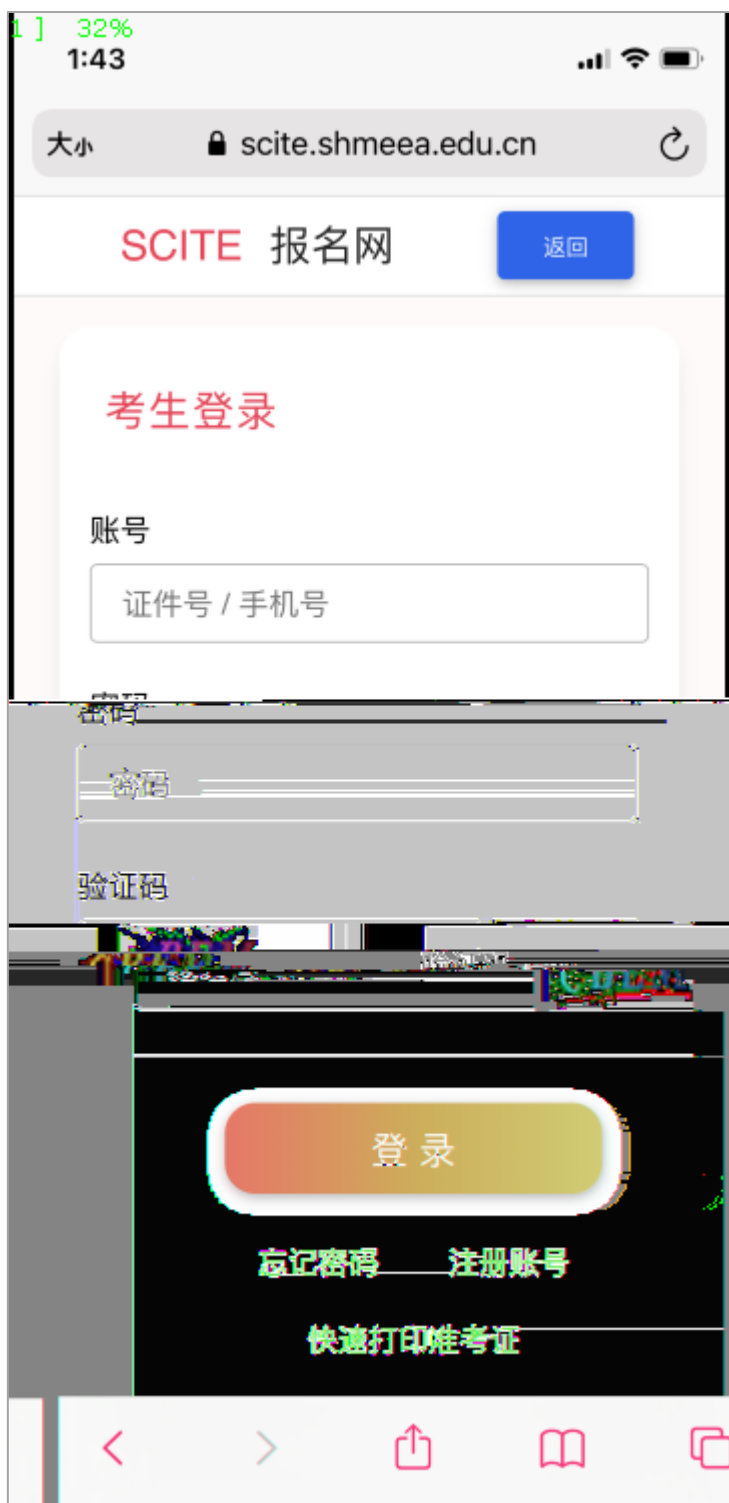 1 ] 32%
1:43
大小 scite.shmeea.edu.cn
SCITE 报名网 返回
考生登录
账号
证件号 / 手机号
密码
密码
验证码
登 录
忘记密码 注册账号
快速打印准考证